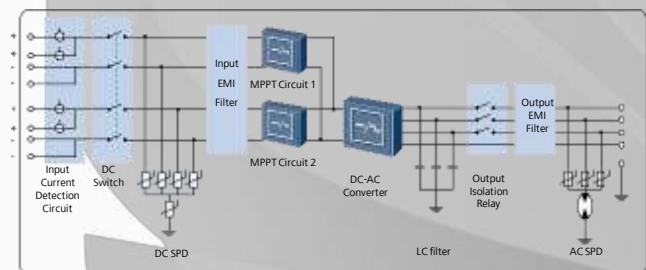 +
+
-
-
+
+
-
-
Input
Current
Detection
Circuit
DC
Switch
DC SPD
Input
EMI
Filter
MPPT Circuit 1
MPPT Circuit 2
DC-AC
Converter
LC filter
Output
Isolation
Relay
Output
EMI
Filter
AC SPD